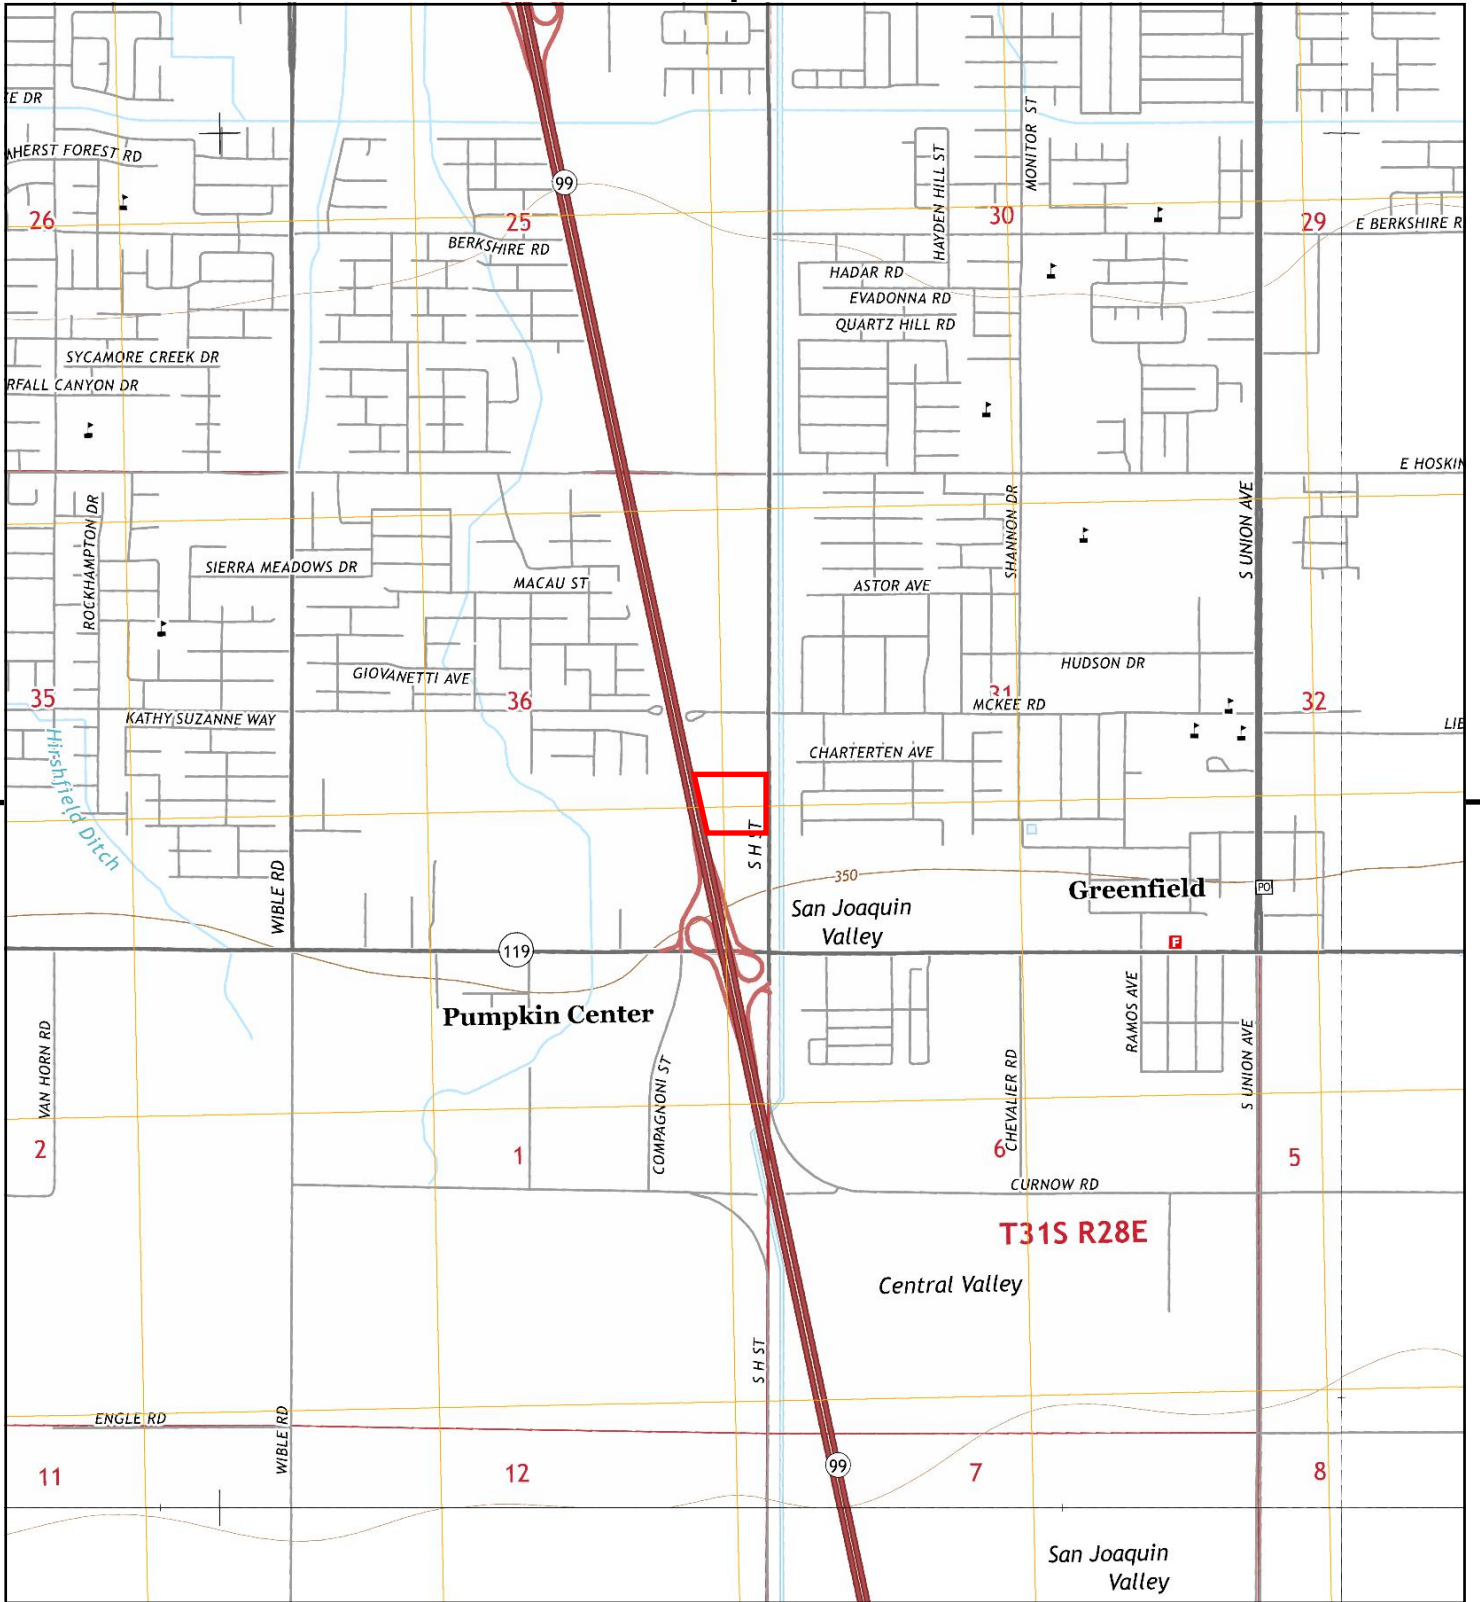 ZE DR
MHERST FOREST RD
99
MONITOR ST
HAYDEN HILL ST
26
25
30
29
BERKSHIRE RD
E BERKSHIRE R
HADAR RD
EVADONNA RD
QUARTZ HILL RD
SYCAMORE CREEK DR
RFALL CANYON DR
E HOSKIN
ROCKHAMPTON DR
SHANNON DR
S UNION AVE
SIERRA MEADOWS DR
MACAU ST
ASTOR AVE
HUDSON DR
GIOVANETTI AVE
35
36
31
32
MCKEE RD
KATHY SUZANNE WAY
LIB
CHARTERTEN AVE
Hirshfield Ditch
S H ST
WIBLE RD
350
Greenfield
PO
San Joaquin
Valley
F
119
Pumpkin Center
RAMOS AVE
VAN HORN RD
COMPAGNONI ST
CHEVALIER RD
S UNION AVE
2
1
6
5
CURNOW RD
T31S R28E
Central Valley
S H ST
ENGLE RD
WIBLE RD
99
11
12
7
8
San Joaquin
Valley